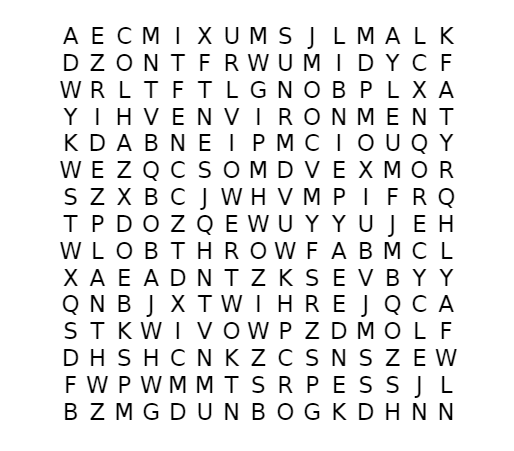 A E C M I X U M S J L M A L K
D Z O N T F R W U M I D Y C F
W R L T F T L G N O B P L X A
Y I H V E N V I R O N M E N T
K D A B N E I P M C I O U Q Y
W E Z Q C S O M D V E X M O R
S Z X B C J W H V M P I F R Q
T P D O Z Q E W U Y Y U J E H
W L O B T H R O W F A B M C L
X A E A D N T Z K S E V B Y Y
Q N B J X T W I H R E J Q C A
S T K W I V O W P Z D M O L F
D H S H C N K Z C S N S Z E W
F W P W M M T S R P E S S J L
B Z M G D U N B O G K D H N N